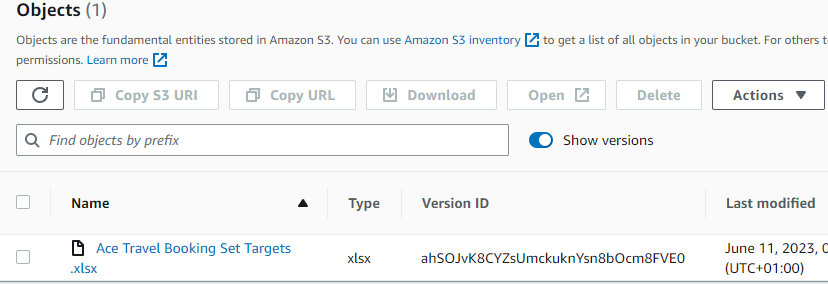 Objects (1)
Objects are the fundamental entities stored in Amazon S3. You can use Amazon S3 inventory to get a list of all objects in your bucket. For others t
permissions. Learn more
Copy S3 URI Copy URL Download Open Delete Actions
Find objects by prefix Show versions
Name Type Version ID Last modified
Ace Travel Booking Set Targets
.xlsx
xlsx
ahSOJvK8CYZsUmckuknYsn8bOcm8FVE0
June 11, 2023, 0
(UTC+01:00)